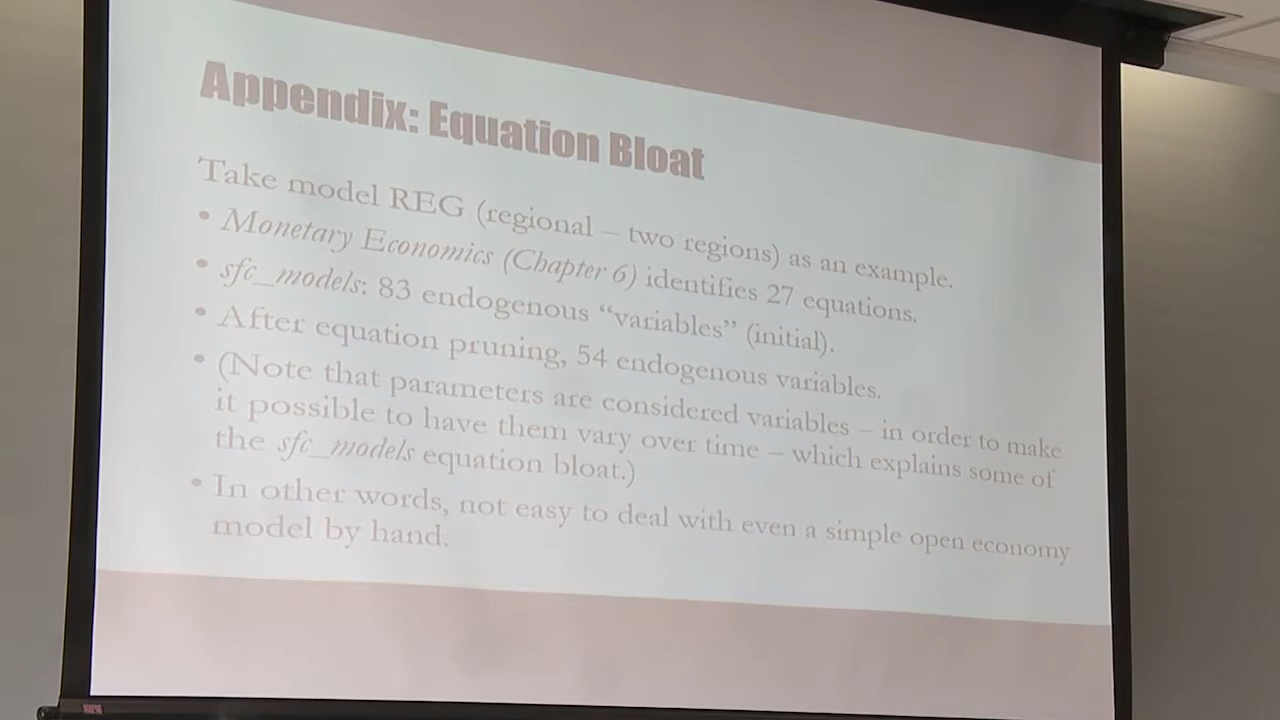 Appendix: Equation Bloat
Take model REG (regional – two regions) as an example.
• Monetary Economics (Chapter 6) identifies 27 equations.
• sfc_models: 83 endogenous “variables” (initial).
• After equation pruning, 54 endogenous variables.
• (Note that parameters are considered variables – in order to make
it possible to have them vary over time – which explains some of
the sfc_models equation bloat.)
• In other words, not easy to deal with even a simple open economy
model by hand.